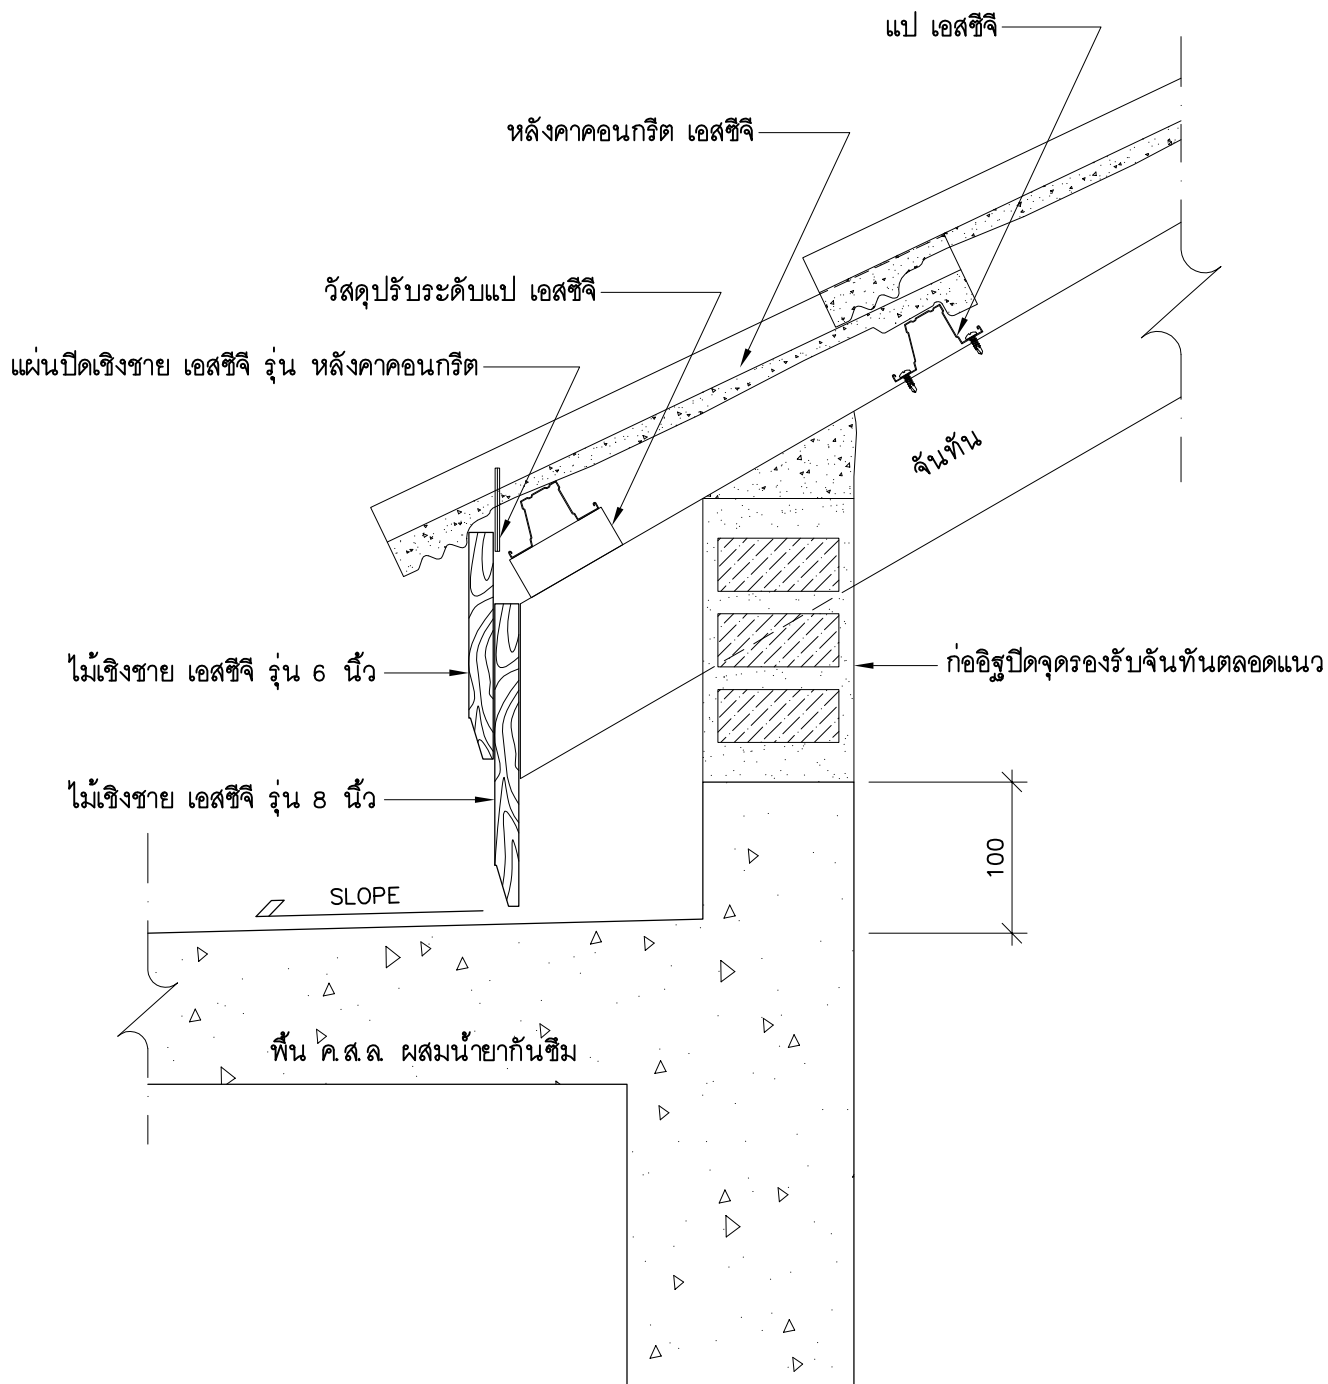 แป เอสซีจี
หลังคาคอนกรีต เอสซีจี
วัสดุปรับระดับแป เอสซีจี
แผ่นปิดเชิงชาย เอสซีจี รุ่น หลังคาคอนกรีต
จันทัน
ไม้เชิงชาย เอสซีจี รุ่น 6 นิ้ว
ก่ออิฐปิดจุดรองรับจันทันตลอดแนว
ไม้เชิงชาย เอสซีจี รุ่น 8 นิ้ว
100
SLOPE
พื้น ค.ส.ล. ผสมน้ำยากันซึม